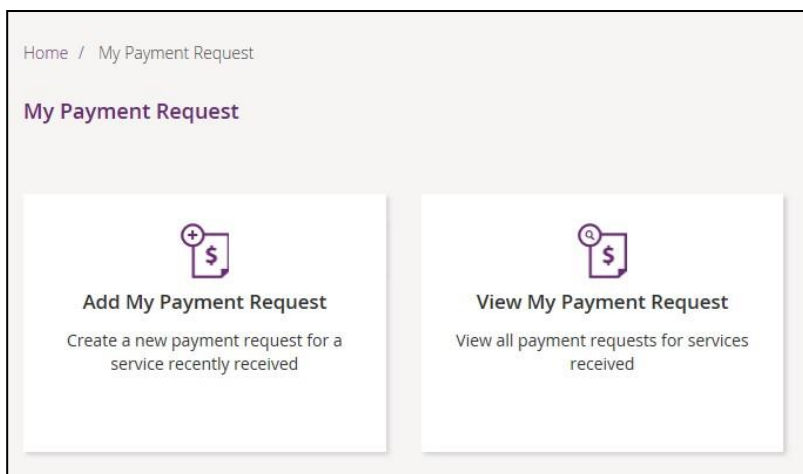 Home / My Payment Request
My Payment Request
$
Add My Payment Request
Create a new payment request for a
service recently received
$
View My Payment Request
View all payment requests for services
received